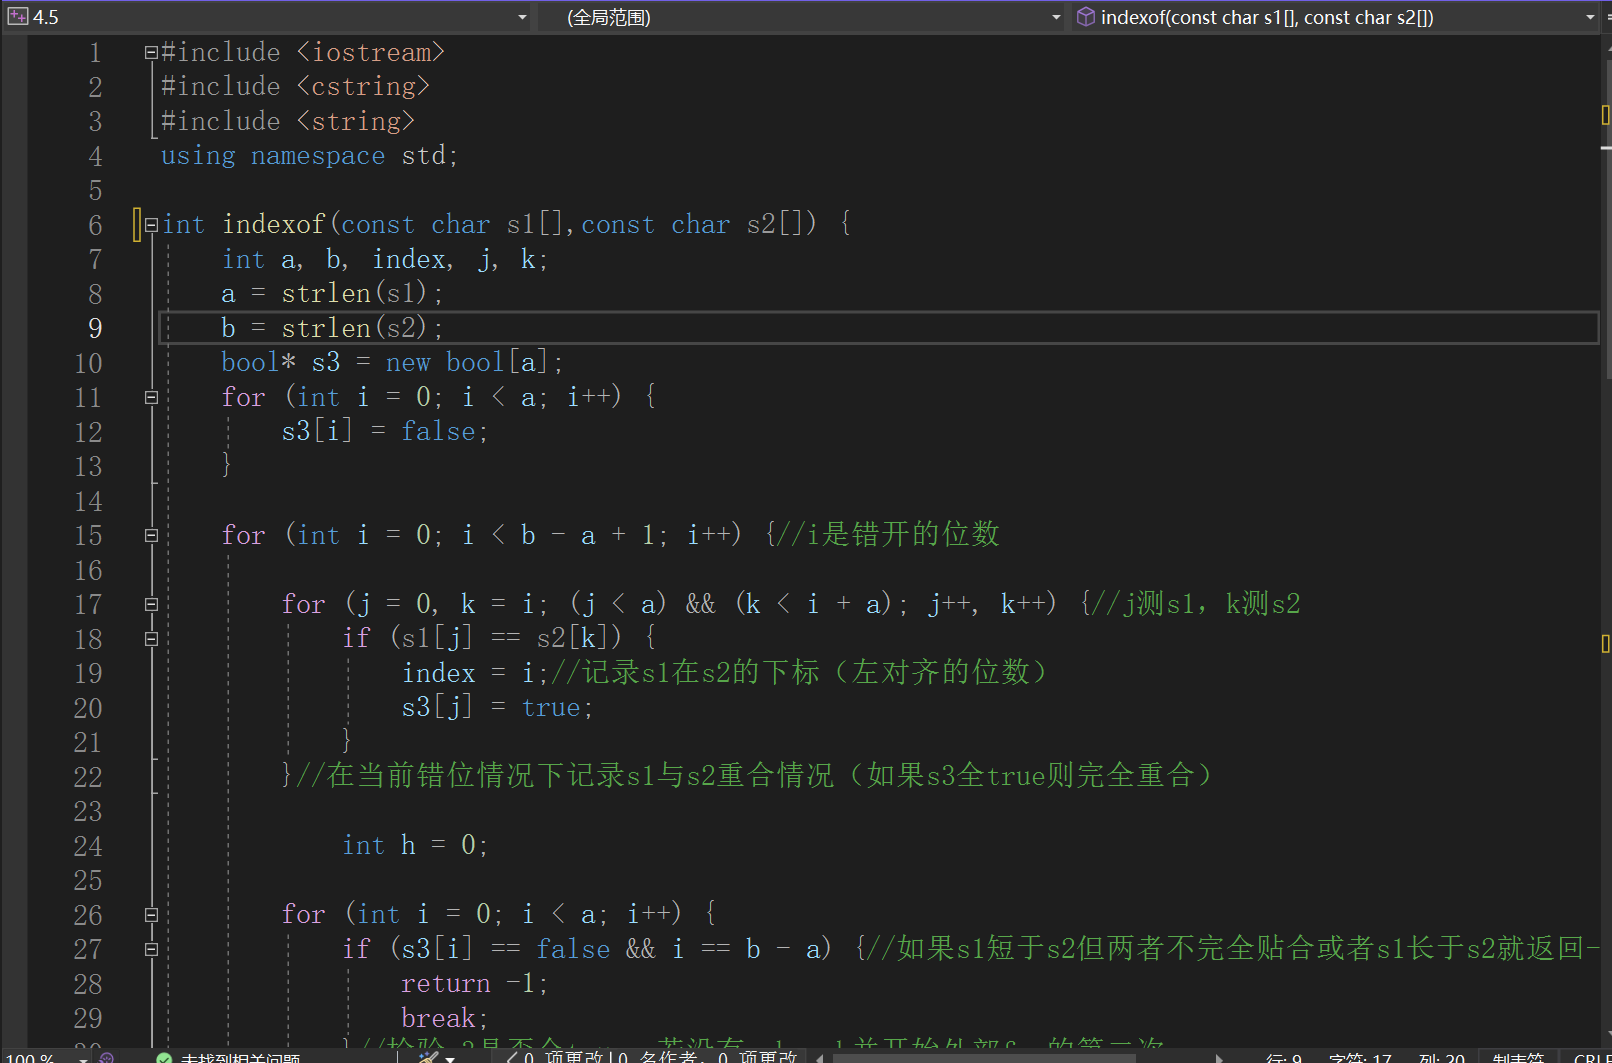 4.5 (全局范围) indexof(const char s1[], const char s2[])
1 #include <iostream>
2 #include <cstring>
3 #include <string>
4 using namespace std;
5
6 int indexof(const char s1[],const char s2[]) {
7 int a, b, index, j, k;
8 a = strlen(s1);
9 b = strlen(s2);
10 bool* s3 = new bool[a];
11 for (int i = 0; i < a; i++) {
12 s3[i] = false;
13 }
14
15 for (int i = 0; i < b - a + 1; i++) {//i是错开的位数
16
17 for (j = 0, k = i; (j < a) && (k < i + a); j++, k++) {//j测s1，k测s2
18 if (s1[j] == s2[k]) {
19 index = i;//记录s1在s2的下标（左对齐的位数）
20 s3[j] = true;
21 }
22 }//在当前错位情况下记录s1与s2重合情况（如果s3全true则完全重合）
23
24 int h = 0;
25
26 for (int i = 0; i < a; i++) {
27 if (s3[i] == false && i == b - a) {//如果s1短于s2但两者不完全贴合或者s1长于s2就返回-
28 return -1;
29 break;
100 % 未找到相关问题 0 项更改 | 0 名作者，0 项更改 行: 9 字符: 17 列: 20 制表符 CRLF